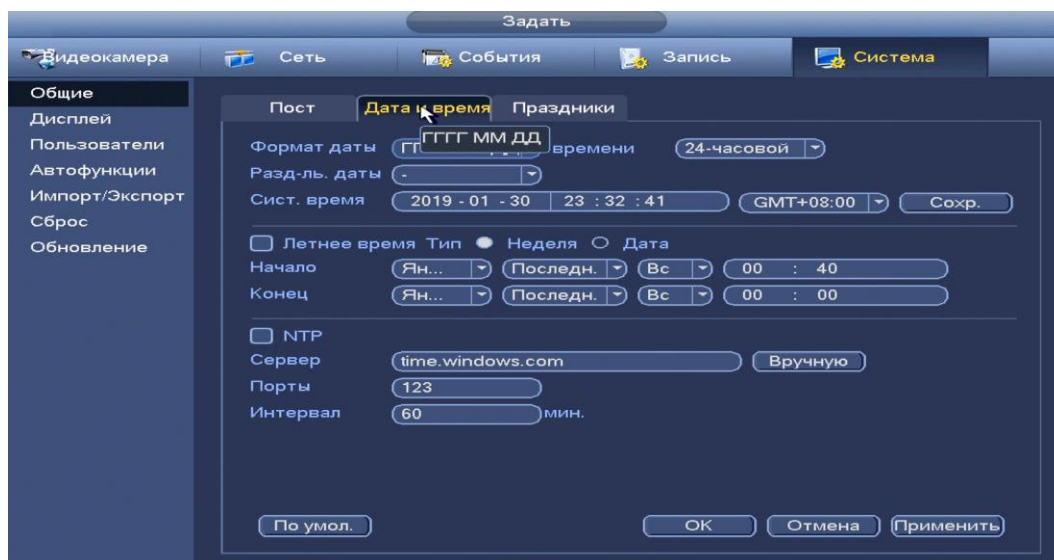 Задать
Видеокамера Сеть События Запись Система
Общие
Дисплей
Пользователи
Автофункции
Импорт/Экспорт
Сброс
Обновление
Пост Дата и время Праздники
ГГГГ ММ ДД
Формат даты времени 24-часовой
Разд-ль. даты -
Сист. время 2019 - 01 - 30 23 : 32 : 41 GMT+08:00 Сохр.
Летнее время Тип Неделя Дата
Начало Ян... Последн. Вс 00 : 40
Конец Ян... Последн. Вс 00 : 00
NTP
Сервер time.windows.com Вручную
Порты 123
Интервал 60 мин.
По умол. OK Отмена Применить